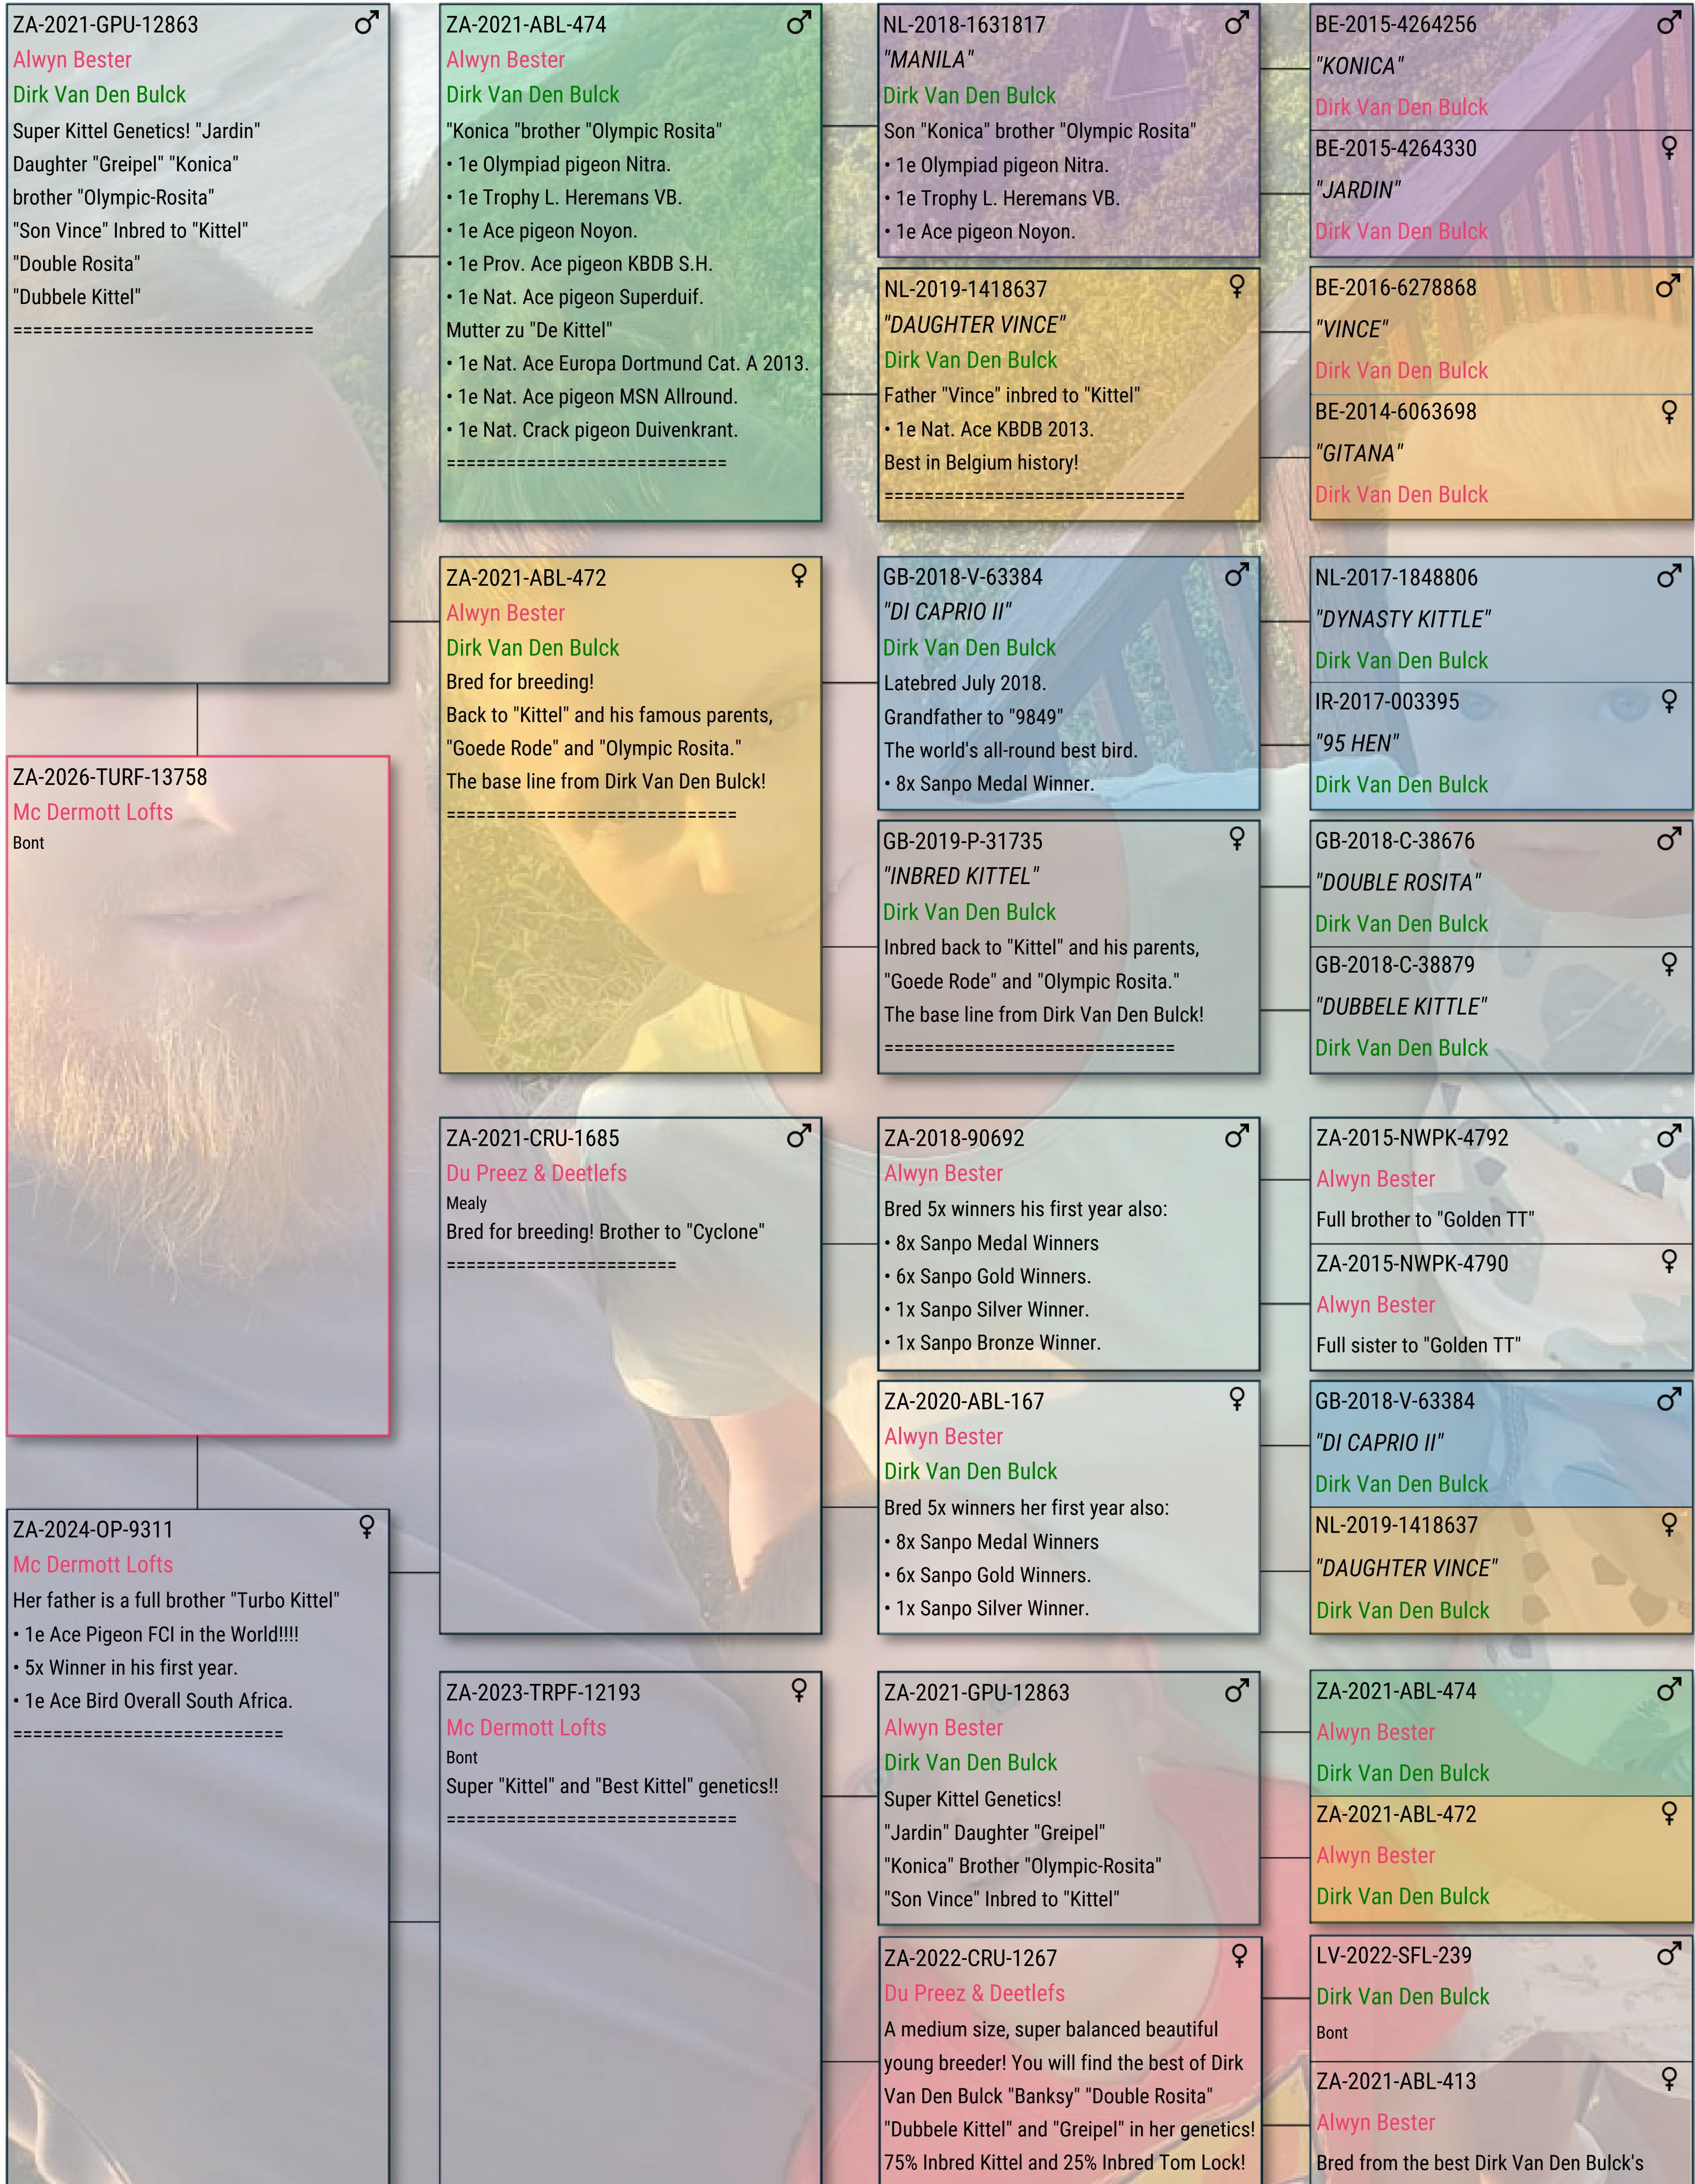 ZA-2021-GPU-12863 ♂
Alwyn Bester
Dirk Van Den Bulck
Super Kittel Genetics! "Jardin"
Daughter "Greipel" "Konica"
brother "Olympic-Rosita"
"Son Vince" Inbred to "Kittel"
"Double Rosita"
"Dubbele Kittel"
==============================
ZA-2026-TURF-13758
Mc Dermott Lofts
Bont
ZA-2024-OP-9311 ♀
Mc Dermott Lofts
Her father is a full brother "Turbo Kittel"
• 1e Ace Pigeon FCI in the World!!!!
• 5x Winner in his first year.
• 1e Ace Bird Overall South Africa.
===========================
ZA-2021-ABL-474 ♂
Alwyn Bester
Dirk Van Den Bulck
"Konica "brother "Olympic Rosita"
• 1e Olympiad pigeon Nitra.
• 1e Trophy L. Heremans VB.
• 1e Ace pigeon Noyon.
• 1e Prov. Ace pigeon KBDB S.H.
• 1e Nat. Ace pigeon Superduif.
Mutter zu "De Kittel"
• 1e Nat. Ace Europa Dortmund Cat. A 2013.
• 1e Nat. Ace pigeon MSN Allround.
• 1e Nat. Crack pigeon Duivenkrant.
============================
ZA-2021-ABL-472 ♀
Alwyn Bester
Dirk Van Den Bulck
Bred for breeding!
Back to "Kittel" and his famous parents,
"Goede Rode" and "Olympic Rosita."
The base line from Dirk Van Den Bulck!
=============================
ZA-2021-CRU-1685 ♂
Du Preez & Deetlefs
Mealy
Bred for breeding! Brother to "Cyclone"
=======================
ZA-2023-TRPF-12193 ♀
Mc Dermott Lofts
Bont
Super "Kittel" and "Best Kittel" genetics!!
=============================
NL-2018-1631817 ♂
"MANILA"
Dirk Van Den Bulck
Son "Konica" brother "Olympic Rosita"
• 1e Olympiad pigeon Nitra.
• 1e Trophy L. Heremans VB.
• 1e Ace pigeon Noyon.
NL-2019-1418637 ♀
"DAUGHTER VINCE"
Dirk Van Den Bulck
Father "Vince" inbred to "Kittel"
• 1e Nat. Ace KBDB 2013.
Best in Belgium history!
==============================
GB-2018-V-63384 ♂
"DI CAPRIO II"
Dirk Van Den Bulck
Latebred July 2018.
Grandfather to "9849"
The world's all-round best bird.
• 8x Sanpo Medal Winner.
GB-2019-P-31735 ♀
"INBRED KITTEL"
Dirk Van Den Bulck
Inbred back to "Kittel" and his parents,
"Goede Rode" and "Olympic Rosita."
The base line from Dirk Van Den Bulck!
=============================
ZA-2018-90692 ♂
Alwyn Bester
Bred 5x winners his first year also:
• 8x Sanpo Medal Winners
• 6x Sanpo Gold Winners.
• 1x Sanpo Silver Winner.
• 1x Sanpo Bronze Winner.
ZA-2020-ABL-167 ♀
Alwyn Bester
Dirk Van Den Bulck
Bred 5x winners her first year also:
• 8x Sanpo Medal Winners
• 6x Sanpo Gold Winners.
• 1x Sanpo Silver Winner.
ZA-2021-GPU-12863 ♂
Alwyn Bester
Dirk Van Den Bulck
Super Kittel Genetics!
"Jardin" Daughter "Greipel"
"Konica" Brother "Olympic-Rosita"
"Son Vince" Inbred to "Kittel"
ZA-2022-CRU-1267 ♀
Du Preez & Deetlefs
A medium size, super balanced beautiful
young breeder! You will find the best of Dirk
Van Den Bulck "Banksy" "Double Rosita"
"Dubbele Kittel" and "Greipel" in her genetics!
75% Inbred Kittel and 25% Inbred Tom Lock!
BE-2015-4264256 ♂
"KONICA"
Dirk Van Den Bulck
BE-2015-4264330 ♀
"JARDIN"
Dirk Van Den Bulck
BE-2016-6278868 ♂
"VINCE"
Dirk Van Den Bulck
BE-2014-6063698 ♀
"GITANA"
Dirk Van Den Bulck
NL-2017-1848806 ♂
"DYNASTY KITTLE"
Dirk Van Den Bulck
IR-2017-003395 ♀
"95 HEN"
Dirk Van Den Bulck
GB-2018-C-38676 ♂
"DOUBLE ROSITA"
Dirk Van Den Bulck
GB-2018-C-38879 ♀
"DUBBELE KITTLE"
Dirk Van Den Bulck
ZA-2015-NWPK-4792 ♂
Alwyn Bester
Full brother to "Golden TT"
ZA-2015-NWPK-4790 ♀
Alwyn Bester
Full sister to "Golden TT"
GB-2018-V-63384 ♂
"DI CAPRIO II"
Dirk Van Den Bulck
NL-2019-1418637 ♀
"DAUGHTER VINCE"
Dirk Van Den Bulck
ZA-2021-ABL-474 ♂
Alwyn Bester
Dirk Van Den Bulck
ZA-2021-ABL-472 ♀
Alwyn Bester
Dirk Van Den Bulck
LV-2022-SFL-239 ♂
Dirk Van Den Bulck
Bont
ZA-2021-ABL-413 ♀
Alwyn Bester
Bred from the best Dirk Van Den Bulck's